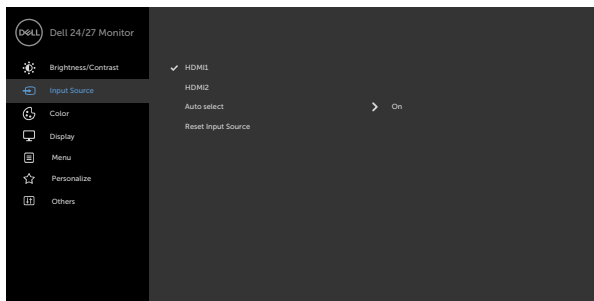 DELL Dell 24/27 Monitor
Brightness/Contrast
Input Source
Color
Display
Menu
Personalize
Others
HDMI1
HDMI2
Auto select On
Reset Input Source